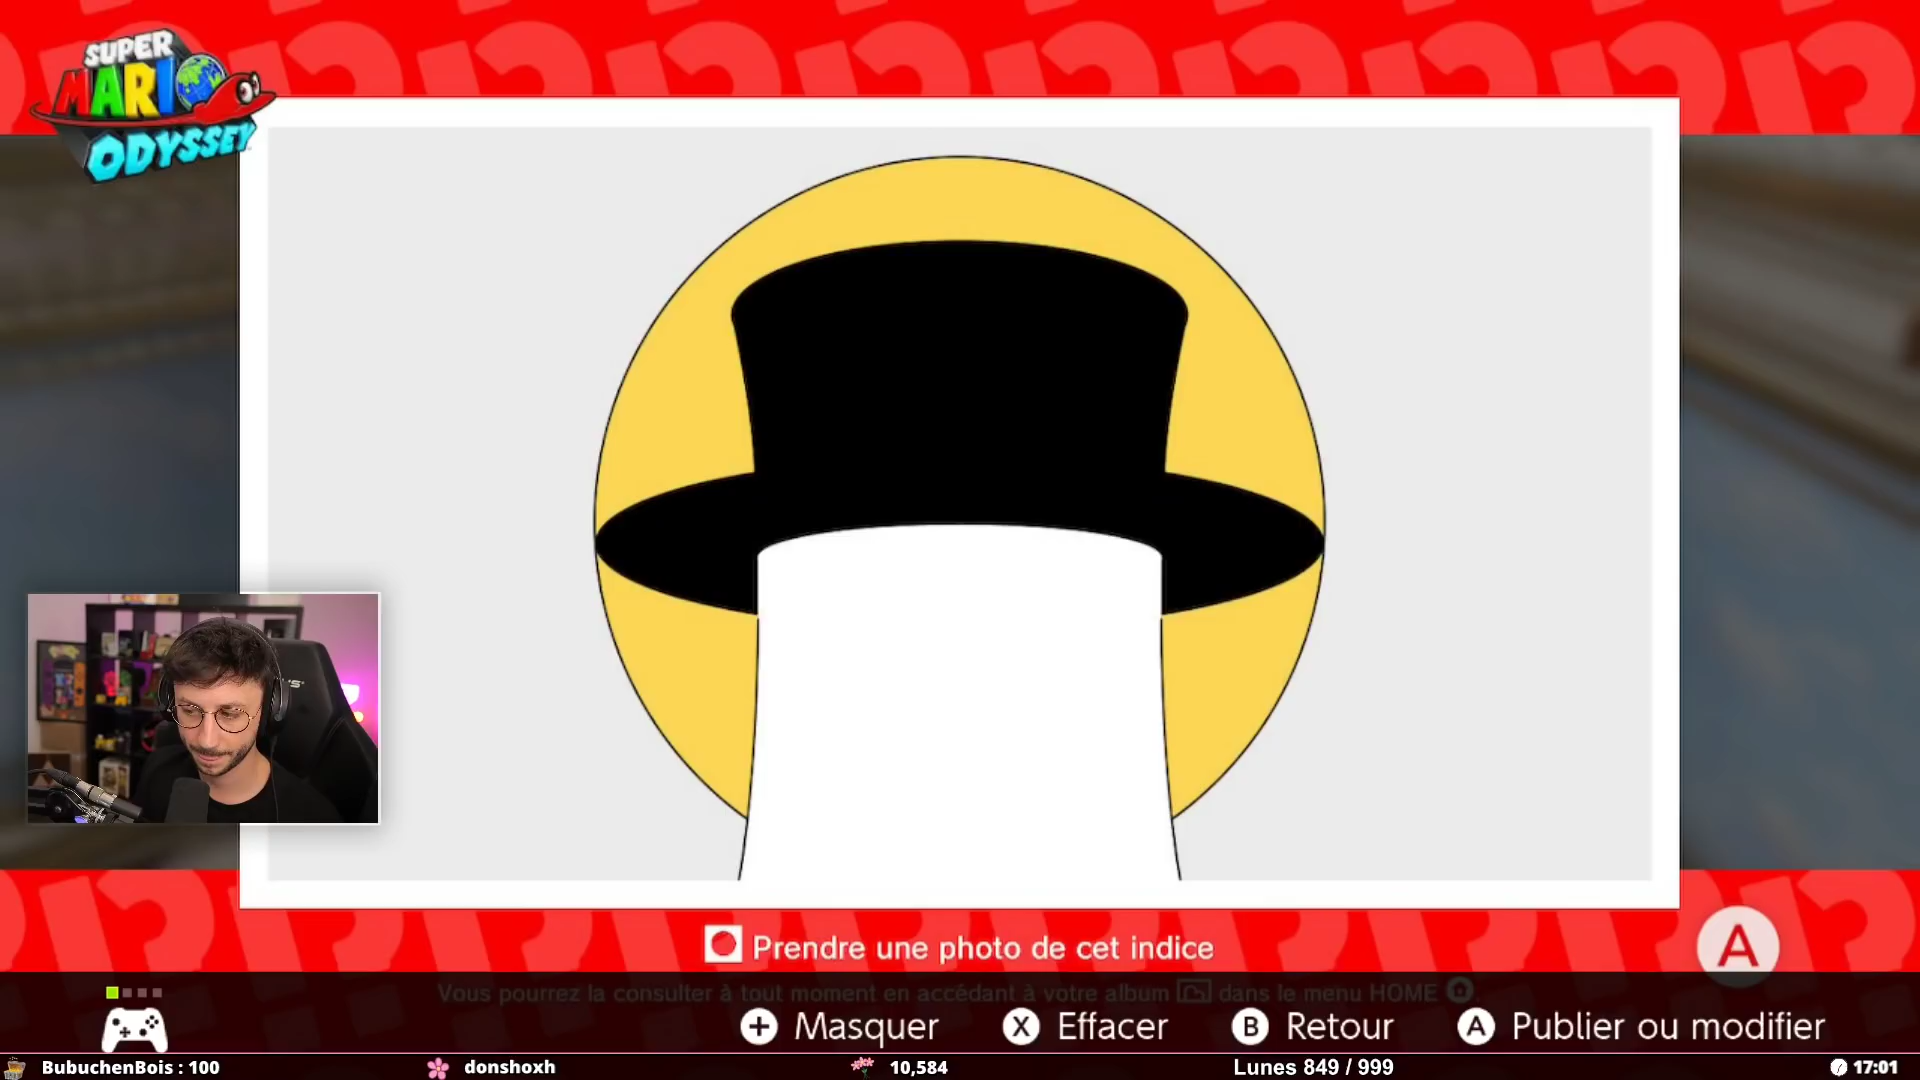 SUPER
MARIO
ODYSSEY
Prendre une photo de cet indice
A
Vous pourrez la consulter à tout moment en accédant à votre album dans le menu HOME
+ Masquer X Effacer B Retour A Publier ou modifier
BubuchenBois : 100 donshoxh 10,584 Lunes 849 / 999 17:01